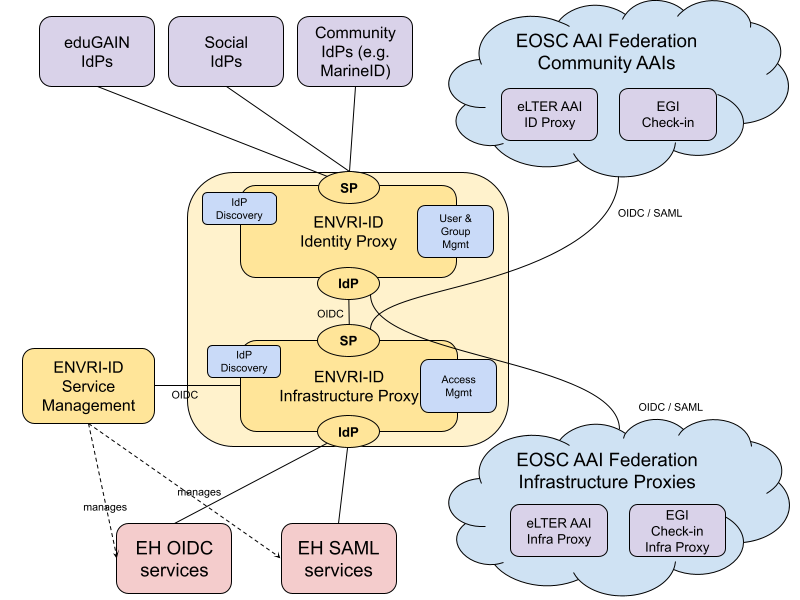 eduGAIN
IdPs
Social
IdPs
Community
IdPs (e.g.
MarineID)
EOSC AAI Federation
Community AAIs
eLTER AAI
ID Proxy
EGI
Check-in
SP
IdP
Discovery
ENVRI-ID
Identity Proxy
User &
Group
Mgmt
IdP
OIDC / SAML
OIDC
SP
IdP
Discovery
ENVRI-ID
Infrastructure Proxy
Access
Mgmt
IdP
ENVRI-ID
Service
Management
OIDC
OIDC / SAML
EOSC AAI Federation
Infrastructure Proxies
eLTER AAI
Infra Proxy
EGI
Check-in
Infra Proxy
manages
manages
EH OIDC
services
EH SAML
services